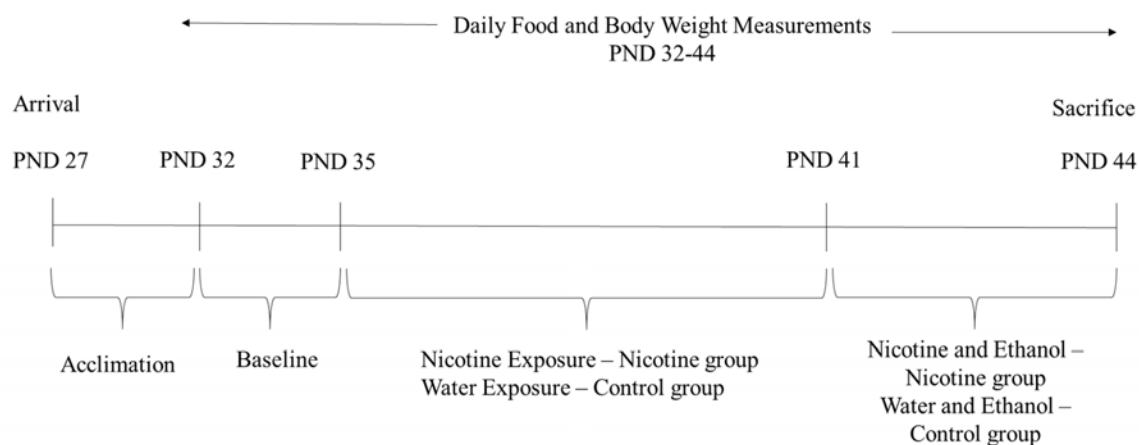 Daily Food and Body Weight Measurements
PND 32-44
Arrival
Sacrifice
PND 27
PND 32
PND 35
PND 41
PND 44
Acclimation
Baseline
Nicotine Exposure – Nicotine group
Water Exposure – Control group
Nicotine and Ethanol –
Nicotine group
Water and Ethanol –
Control group